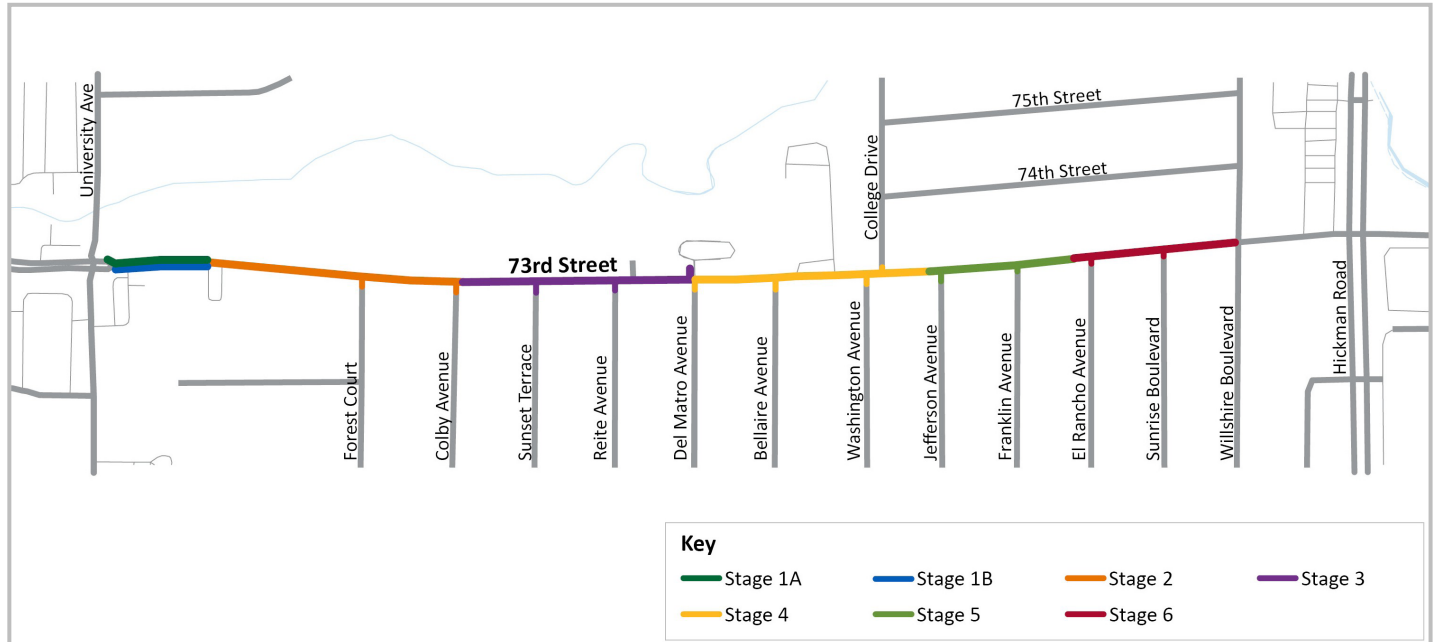 University Ave
75th Street
74th Street
College Drive
73rd Street
Forest Court
Colby Avenue
Sunset Terrace
Reite Avenue
Del Matro Avenue
Bellaire Avenue
Washington Avenue
Jefferson Avenue
Franklin Avenue
El Rancho Avenue
Sunrise Boulevard
Willshire Boulevard
Hickman Road
Key
Stage 1A
Stage 1B
Stage 2
Stage 3
Stage 4
Stage 5
Stage 6